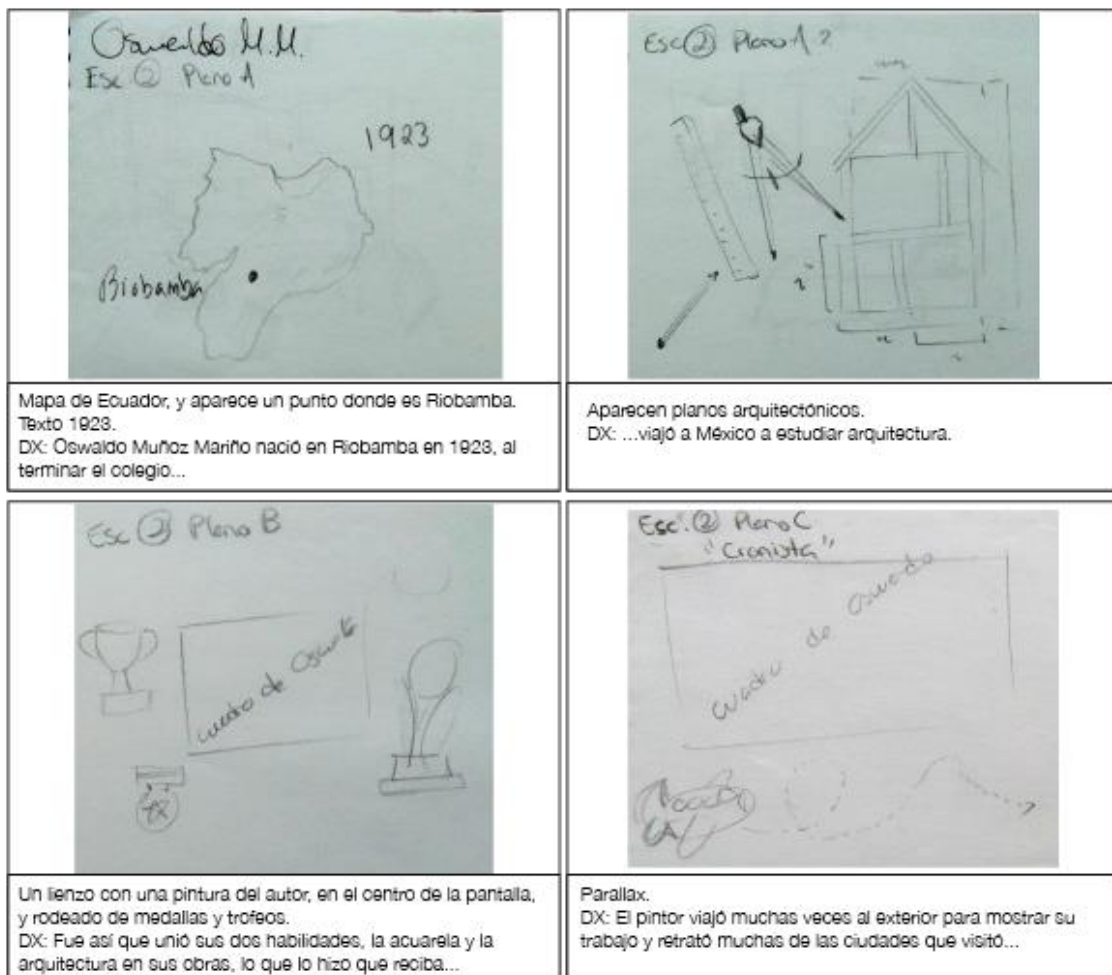 Oswaldo M.M.
Esc ② Plano A
1923
Riobamba
Mapa de Ecuador, y aparece un punto donde es Riobamba.
Texto 1923.
DX: Oswaldo Muñoz Mariño nació en Riobamba en 1923, al
terminar el colegio...
Esc ② Plano A 2
Aparecen planos arquitectónicos.
DX: ...viajó a México a estudiar arquitectura.
Esc ② Plano B
cuadro de
Un lienzo con una pintura del autor, en el centro de la pantalla,
y rodeado de medallas y trofeos.
DX: Fue así que unió sus dos habilidades, la acuarela y la
arquitectura en sus obras, lo que lo hizo que reciba...
Esc. ② Plano C
"Cronista"
cuadro de Oswaldo
Parallax.
DX: El pintor viajó muchas veces al exterior para mostrar su
trabajo y retrató muchas de las ciudades que visitó...